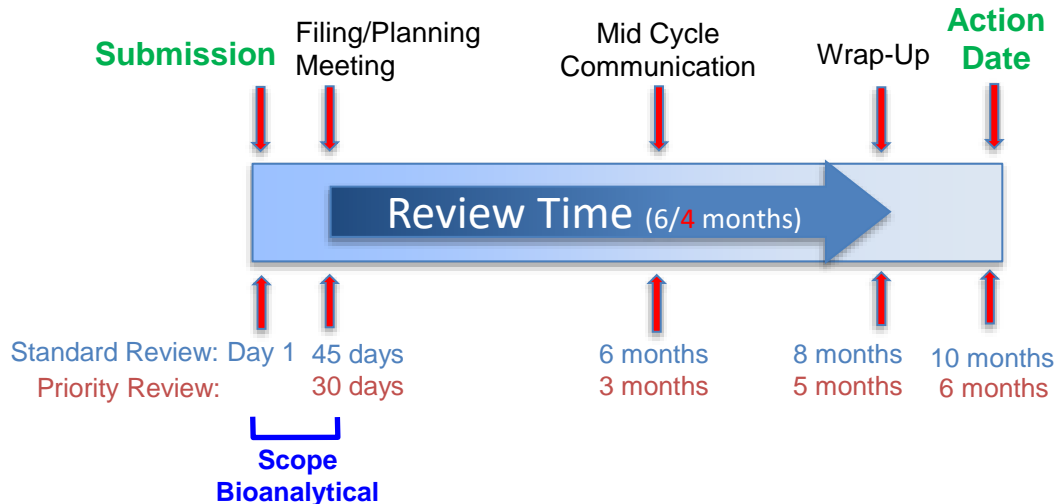 Submission
Filing/Planning
Meeting
Mid Cycle
Communication
Wrap-Up
Action
Date
Review Time (6/4 months)
Standard Review: Day 1 45 days 6 months 8 months 10 months
Priority Review: 30 days 3 months 5 months 6 months
Scope
Bioanalytical